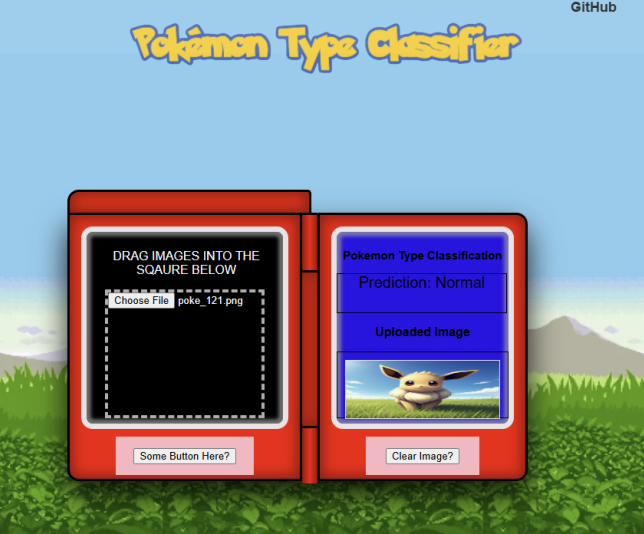 GitHub
Pokémon Type Classifier
DRAG IMAGES INTO THE
SQAURE BELOW
Choose File poke_121.png
Pokemon Type Classification
Prediction: Normal
Uploaded Image
Some Button Here?
Clear Image?